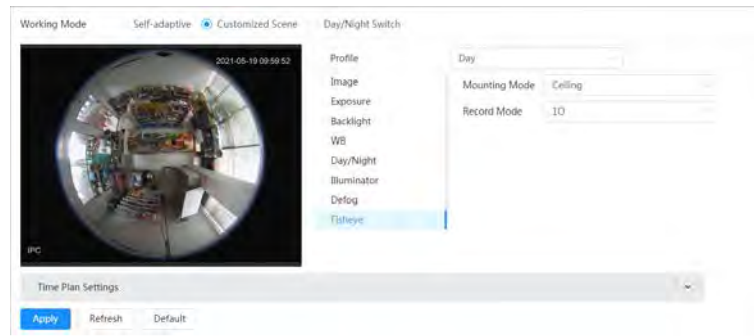 Working Mode Self-adaptive Customized Scene Day/Night Switch
2021-05-19 09:59:52
IPC
Profile Day
Image
Exposure
Backlight
WB
Day/Night
Illuminator
Defog
Fisheye
Mounting Mode Ceiling
Record Mode 1O
Time Plan Settings
Apply Refresh Default